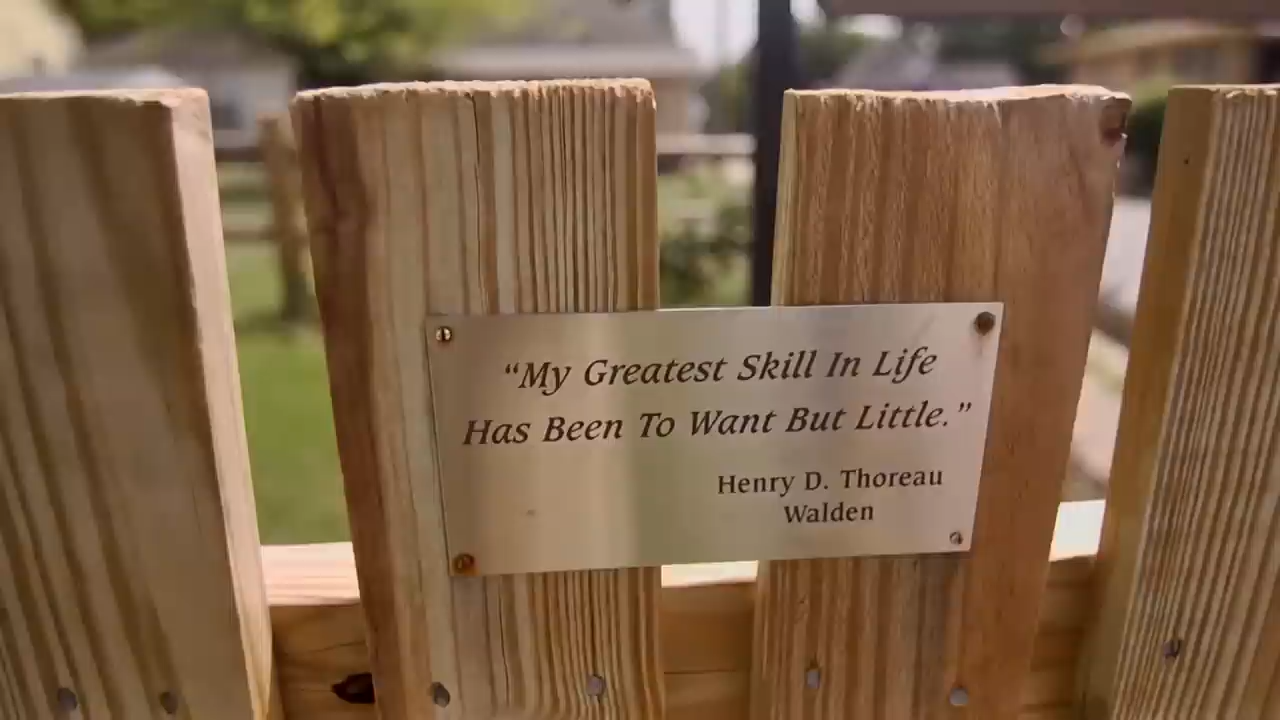 “My Greatest Skill In Life
Has Been To Want But Little.”
Henry D. Thoreau
Walden